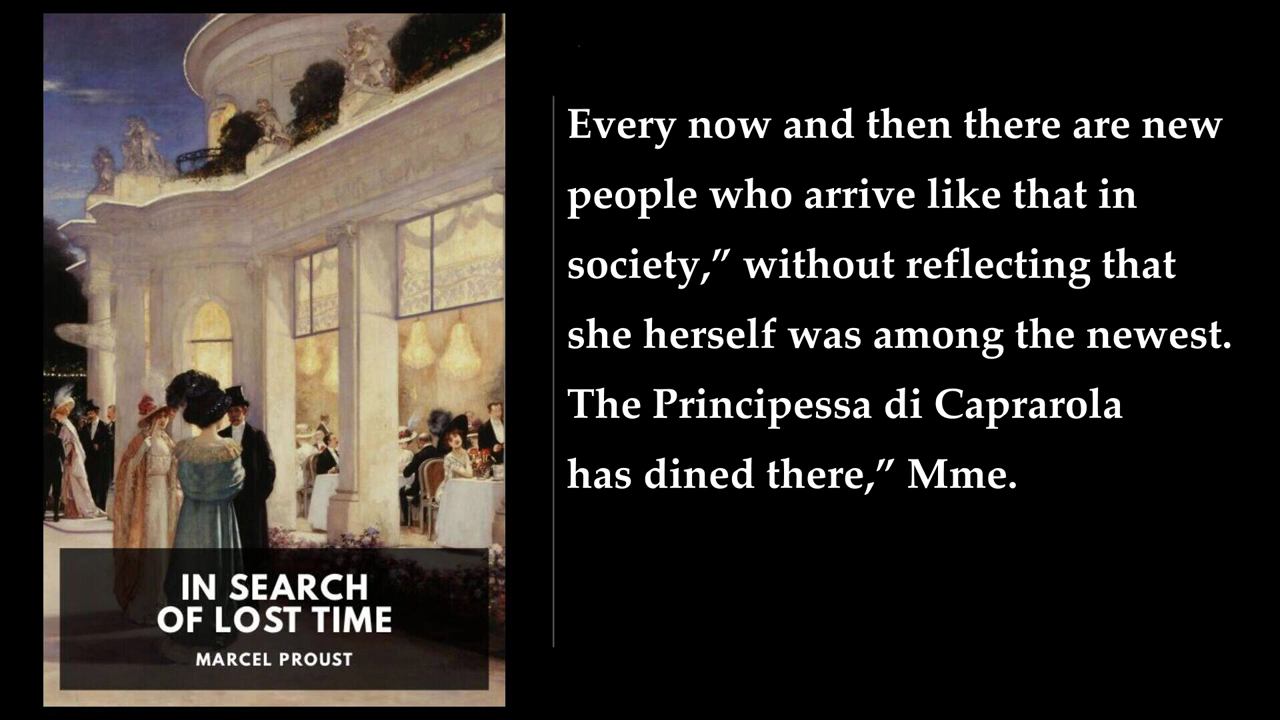 Every now and then there are new
people who arrive like that in
society,” without reflecting that
she herself was among the newest.
The Principessa di Caprarola
has dined there,” Mme.
IN SEARCH
OF LOST TIME
MARCEL PROUST